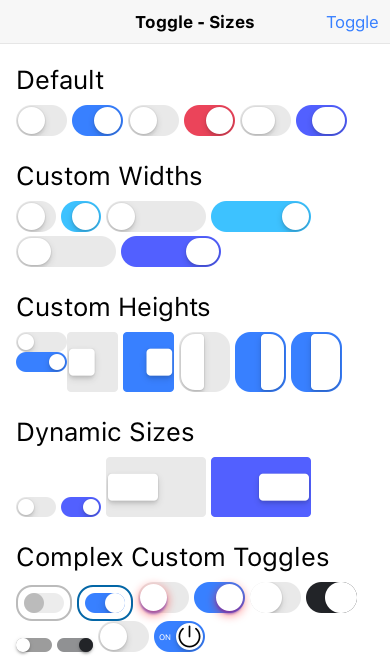 Toggle - Sizes
Toggle
Default
Custom Widths
Custom Heights
Dynamic Sizes
Complex Custom Toggles
ON